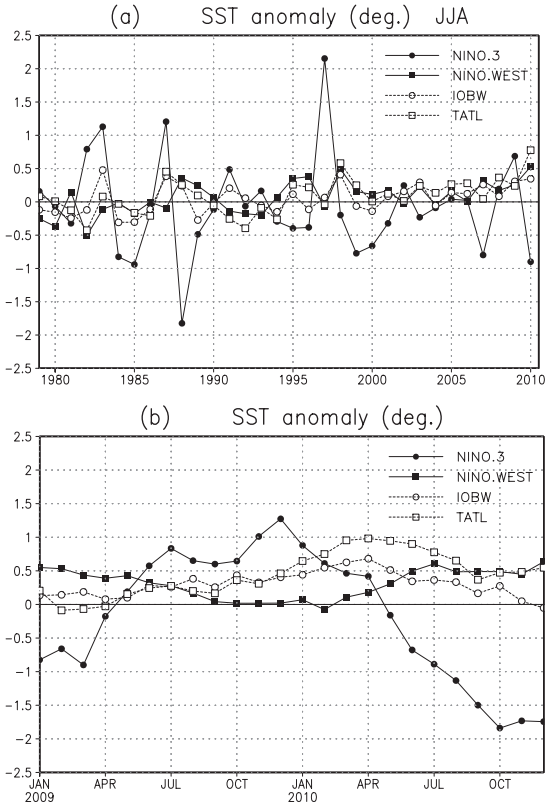 (a) SST anomaly (deg.) JJA
2.5
2
1.5
1
0.5
0
−0.5
−1
−1.5
−2
−2.5
NINO.3
NINO.WEST
IOBW
TATL
1980 1985 1990 1995 2000 2005 2010
(b) SST anomaly (deg.)
2.5
2
1.5
1
0.5
0
−0.5
−1
−1.5
−2
−2.5
NINO.3
NINO.WEST
IOBW
TATL
JAN APR JUL OCT JAN APR JUL OCT
2009 2010